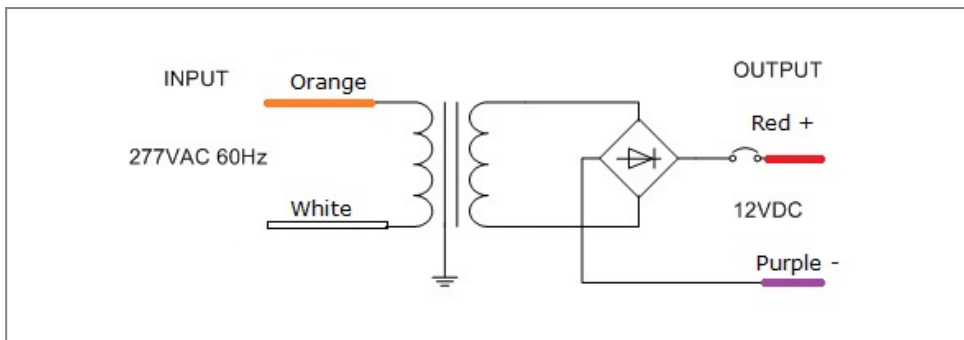 INPUT
Orange
OUTPUT
Red +
277VAC 60Hz
White
12VDC
Purple -